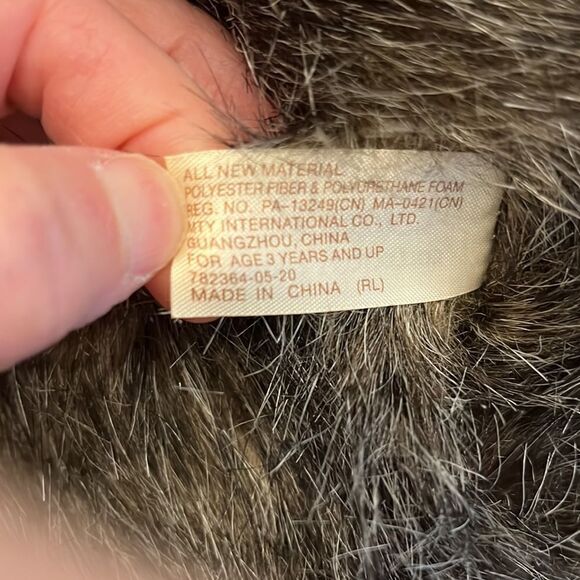 ALL NEW MATERIAL
POLYESTER FIBER & POLYURETHANE FOAM
REG. NO. PA-13249(CN) MA-0421(CN)
MTY INTERNATIONAL CO., LTD.
GUANGZHOU, CHINA
FOR AGE 3 YEARS AND UP
782364-05-20
MADE IN CHINA (RL)